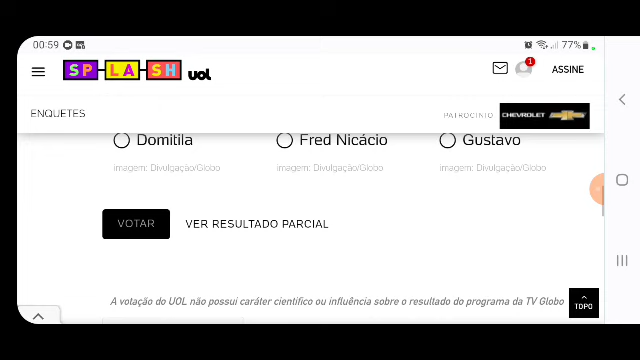 00:59
77%
SPLASH uol
1
ASSINE
ENQUETES
PATROCÍNIO CHEVROLET
Domitila
Fred Nicácio
Gustavo
Imagem: Divulgação/Globo
Imagem: Divulgação/Globo
Imagem: Divulgação/Globo
VOTAR
VER RESULTADO PARCIAL
A votação do UOL não possui caráter científico ou influência sobre o resultado do programa da TV Globo
TOPO